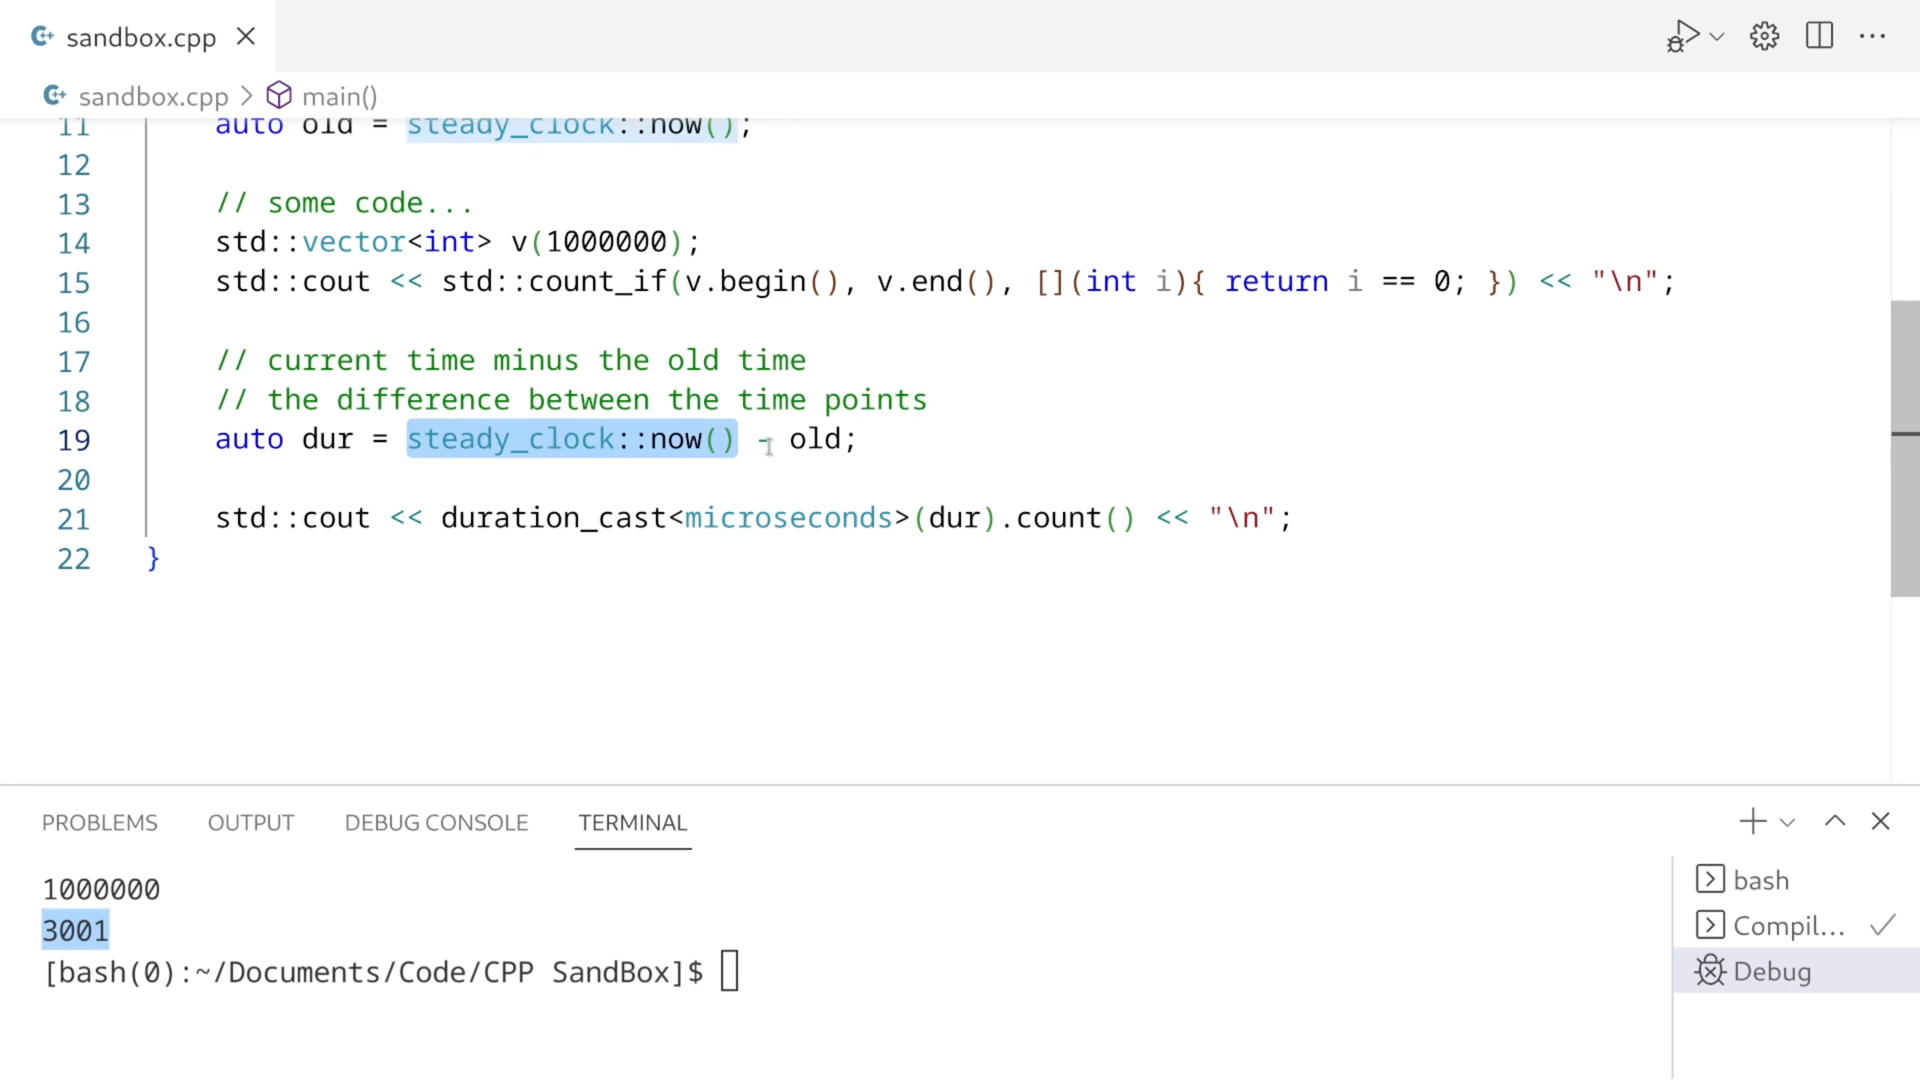 sandbox.cpp
sandbox.cpp > main()
11 auto old = steady_clock::now();
12
13 // some code...
14 std::vector<int> v(1000000);
15 std::cout << std::count_if(v.begin(), v.end(), [](int i){ return i == 0; }) << "\n";
16
17 // current time minus the old time
18 // the difference between the time points
19 auto dur = steady_clock::now() - old;
20
21 std::cout << duration_cast<microseconds>(dur).count() << "\n";
22 }
PROBLEMS OUTPUT DEBUG CONSOLE TERMINAL
1000000
3001
[bash(0):~/Documents/Code/CPP SandBox]$
bash
Compil...
Debug